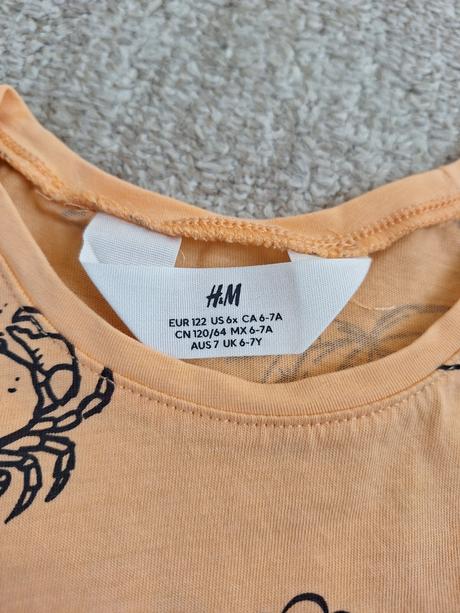 H&M
EUR 122 US 6x CA 6-7A
CN 120/64 MX 6-7A
AUS 7 UK 6-7Y